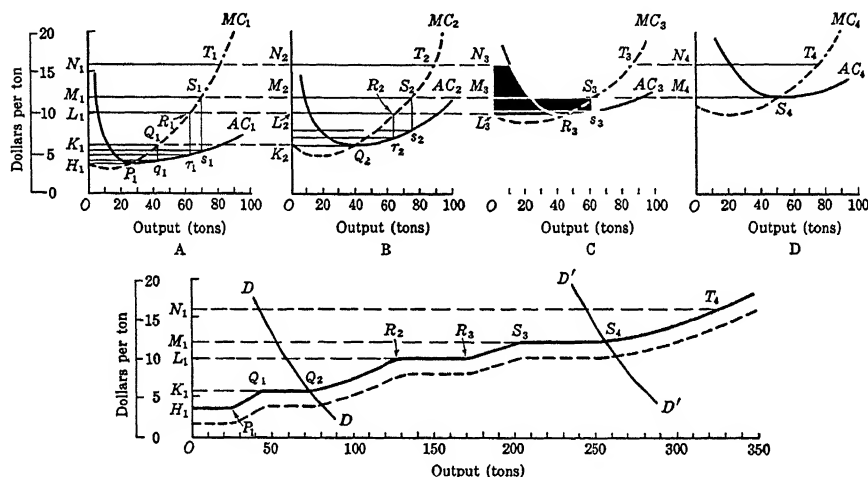 MC₁ MC₂ MC₃ MC₄
20 N₁ T₁ N₂ T₂ N₃ T₃ N₄ T₄
15 M₁ S₁ M₂ R₂ S₂ AC₂ M₃ S₃ AC₃ M₄ AC₄
10 L₁ R₁ L₂ L₃ R₃ s₃ S₄
Q₁ AC₁ s₂
5 K₁ K₂ Q₂ r₂
H₁ P₁ q₁ r₁ s₁
0
Dollars per ton
O 20 40 60 80 100 O 20 40 60 80 100 O 20 40 60 80 100 O 20 40 60 80 100
Output (tons) Output (tons) Output (tons) Output (tons)
A B C D
20 D D′
N₁ T₄
15
M₁ R₂ R₃ S₃ S₄
10 L₁
K₁ Q₁ Q₂
5
H₁ P₁ D D′
0
Dollars per ton
O 50 100 150 200 250 300 350
Output (tons)